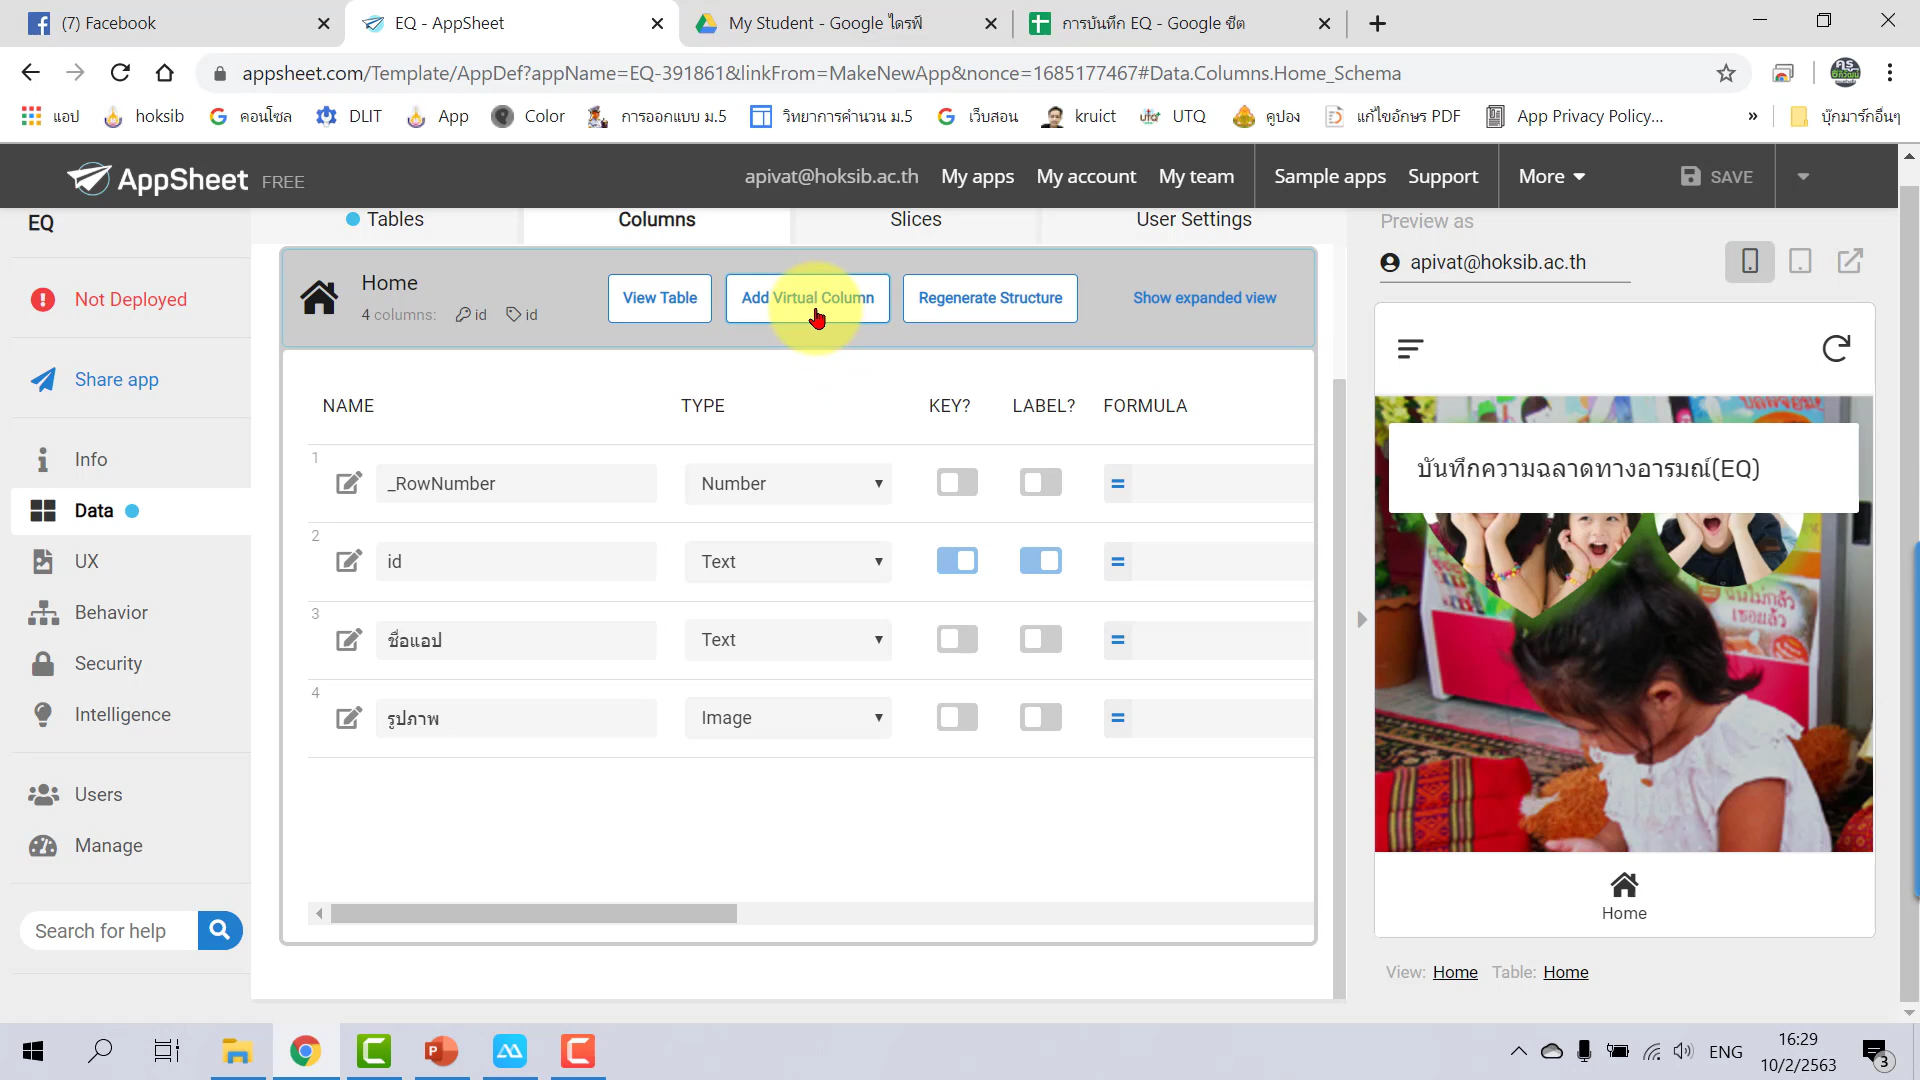 (7) Facebook
EQ - AppSheet
My Student - Google ไดรฟ์
การบันทึก EQ - Google ชีต
appsheet.com/Template/AppDef?appName=EQ-391861&linkFrom=MakeNewApp&nonce=1685177467#Data.Columns.Home_Schema
แอป
hoksib
คอนโซล
DLIT
App
Color
การออกแบบ ม.5
วิทยาการคำนวน ม.5
เว็บสอน
kruict
UTQ
คูปอง
แก้ไขอักษร PDF
App Privacy Policy...
»
บุ๊กมาร์กอื่นๆ
AppSheet FREE
apivat@hoksib.ac.th
My apps
My account
My team
Sample apps
Support
More
SAVE
EQ
Tables
Columns
Slices
User Settings
Preview as
apivat@hoksib.ac.th
Not Deployed
Share app
Info
Data
UX
Behavior
Security
Intelligence
Users
Manage
Search for help
Home
4 columns: id id
View Table
Add Virtual Column
Regenerate Structure
Show expanded view
NAME TYPE KEY? LABEL? FORMULA
1 _RowNumber Number =
2 id Text =
3 ชื่อแอป Text =
4 รูปภาพ Image =
บันทึกความฉลาดทางอารมณ์(EQ)
Home
View: Home Table: Home
ENG
16:29
10/2/2563
3